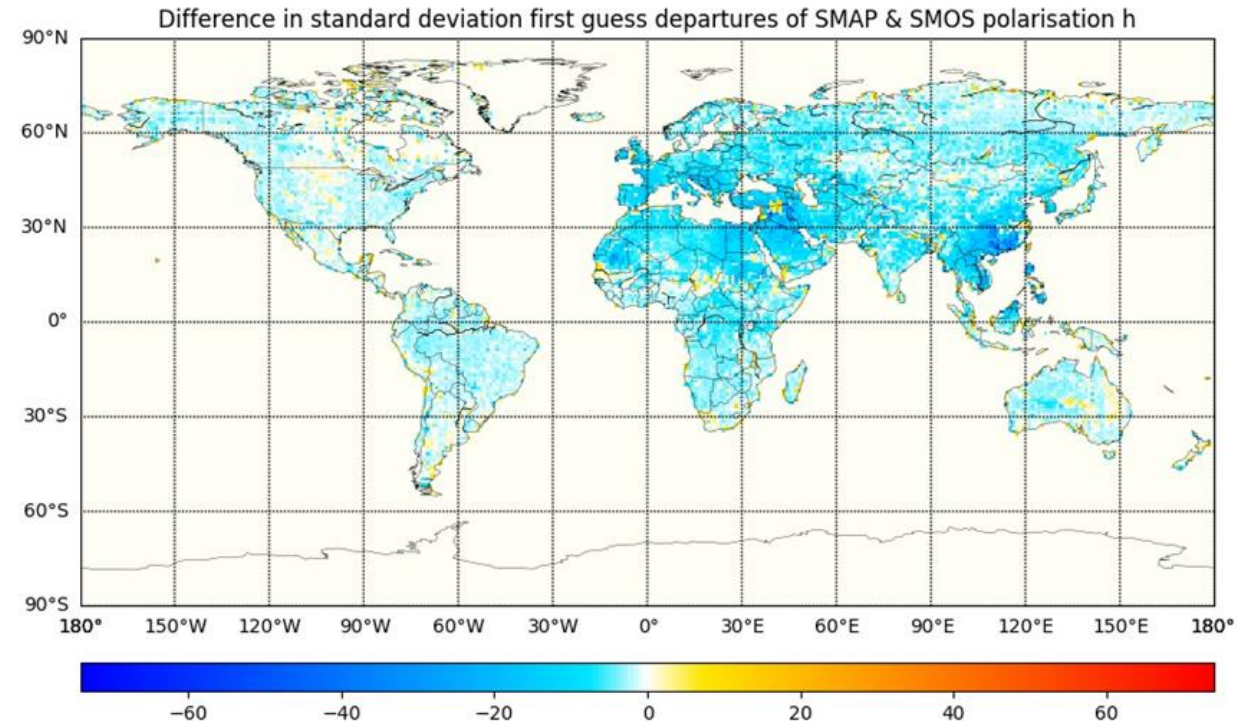 Difference in standard deviation first guess departures of SMAP & SMOS polarisation h
90°N
60°N
30°N
0°
30°S
60°S
90°S
180° 150°W 120°W 90°W 60°W 30°W 0° 30°E 60°E 90°E 120°E 150°E 180°
−60 −40 −20 0 20 40 60